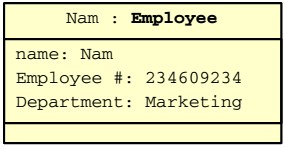 Nam : Employee
name: Nam
Employee #: 234609234
Department: Marketing